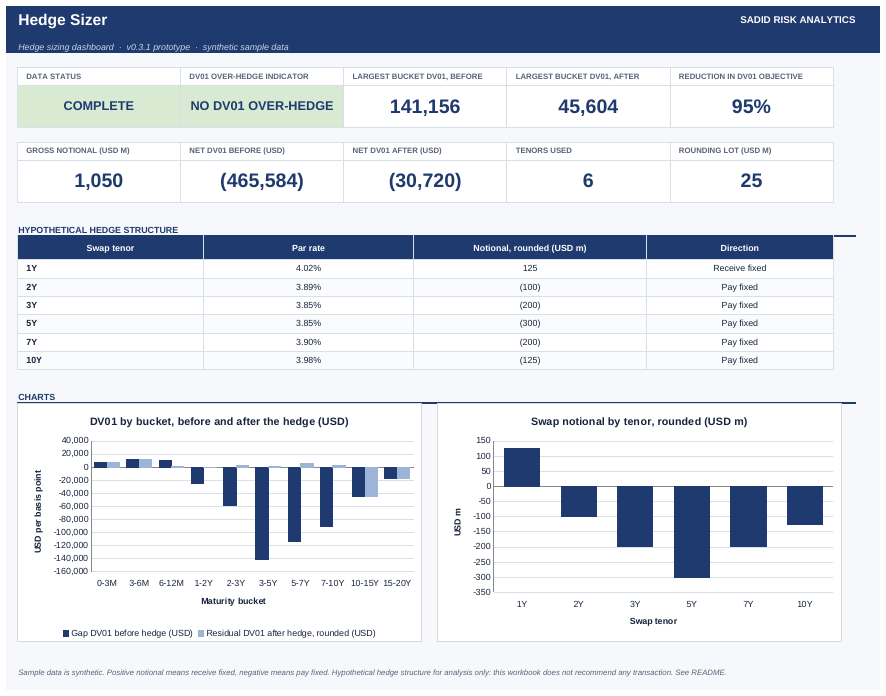 Hedge Sizer
SADID RISK ANALYTICS
Hedge sizing dashboard · v0.3.1 prototype · synthetic sample data
DATA STATUS DV01 OVER-HEDGE INDICATOR LARGEST BUCKET DV01, BEFORE LARGEST BUCKET DV01, AFTER REDUCTION IN DV01 OBJECTIVE
COMPLETE NO DV01 OVER-HEDGE 141,156 45,604 95%
GROSS NOTIONAL (USD M) NET DV01 BEFORE (USD) NET DV01 AFTER (USD) TENORS USED ROUNDING LOT (USD M)
1,050 (465,584) (30,720) 6 25
HYPOTHETICAL HEDGE STRUCTURE
Swap tenor Par rate Notional, rounded (USD m) Direction
1Y 4.02% 125 Receive fixed
2Y 3.89% (100) Pay fixed
3Y 3.85% (200) Pay fixed
5Y 3.85% (300) Pay fixed
7Y 3.90% (200) Pay fixed
10Y 3.98% (125) Pay fixed
CHARTS
DV01 by bucket, before and after the hedge (USD)
USD per basis point
40,000
20,000
0
-20,000
-40,000
-60,000
-80,000
-100,000
-120,000
-140,000
-160,000
0-3M 3-6M 6-12M 1-2Y 2-3Y 3-5Y 5-7Y 7-10Y 10-15Y 15-20Y
Maturity bucket
Gap DV01 before hedge (USD) Residual DV01 after hedge, rounded (USD)
Swap notional by tenor, rounded (USD m)
USD m
150
100
50
0
-50
-100
-150
-200
-250
-300
-350
1Y 2Y 3Y 5Y 7Y 10Y
Swap tenor
Sample data is synthetic. Positive notional means receive fixed, negative means pay fixed. Hypothetical hedge structure for analysis only: this workbook does not recommend any transaction. See README.